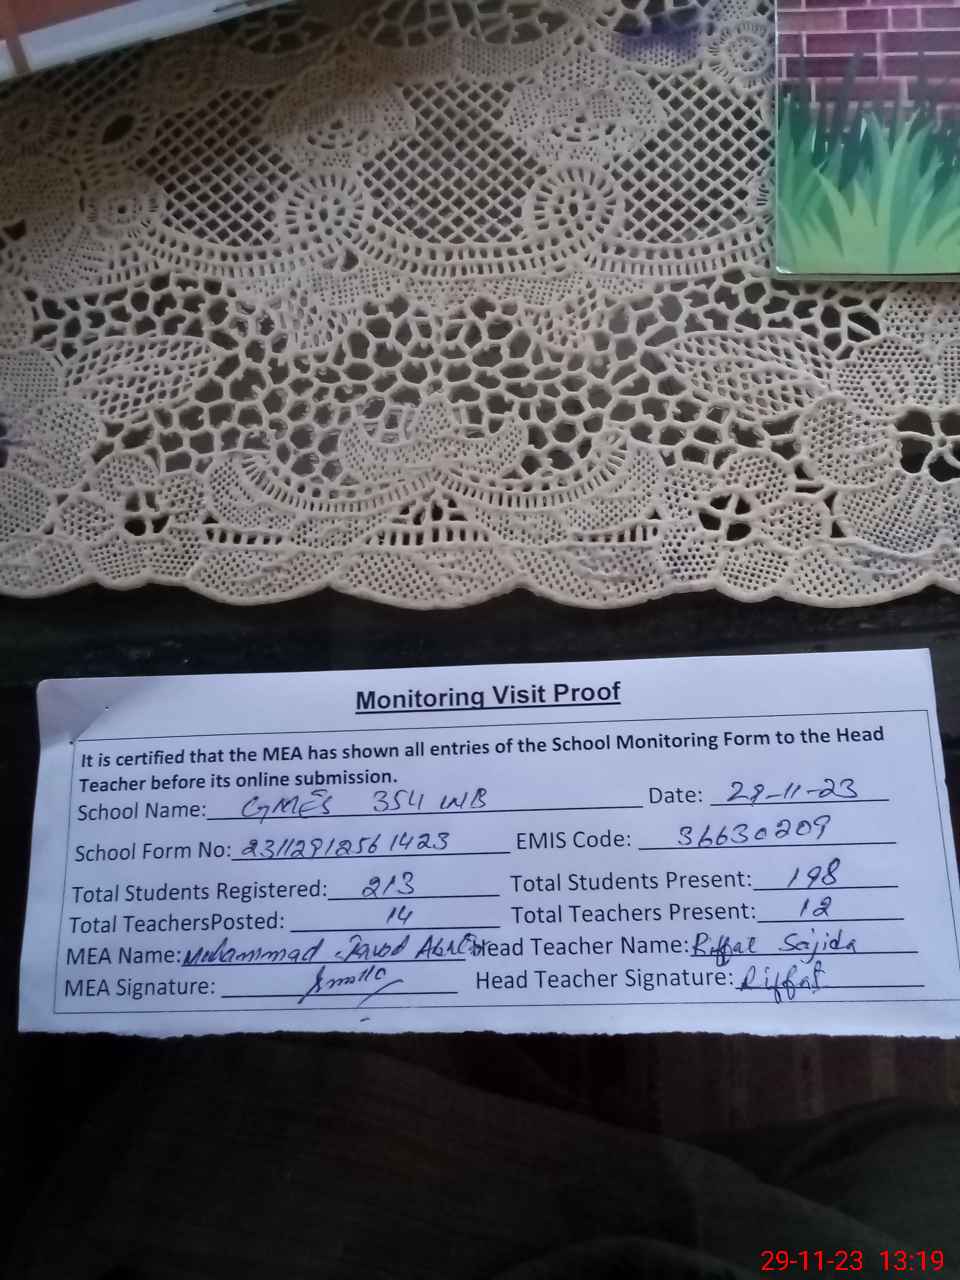 Monitoring Visit Proof
It is certified that the MEA has shown all entries of the School Monitoring Form to the Head
Teacher before its online submission.
School Name: GMES 354 WB Date: 29-11-23
School Form No: 2311291256 1423 EMIS Code: 36630209
Total Students Registered: 213 Total Students Present: 198
Total TeachersPosted: 14 Total Teachers Present: 12
MEA Name: Muhammad Javed Head Teacher Name: Riffat Sajida
MEA Signature: Head Teacher Signature: Riffat
29-11-23 13:19